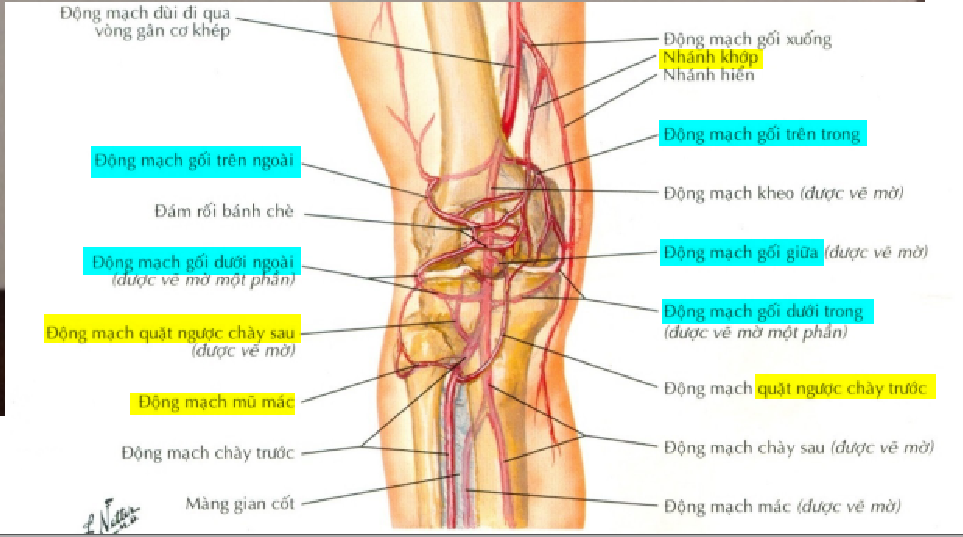 Động mạch đùi đi qua
vòng gân cơ khép
Động mạch gối trên ngoài
Đám rối bánh chè
Động mạch gối dưới ngoài
(được vẽ mờ một phần)
Động mạch quặt ngược chày sau
(được vẽ mờ)
Động mạch mũ mác
Động mạch chày trước
Màng gian cốt
Động mạch gối xuống
Nhánh khớp
Nhánh hiển
Động mạch gối trên trong
Động mạch kheo (được vẽ mờ)
Động mạch gối giữa (được vẽ mờ)
Động mạch gối dưới trong
(được vẽ mờ một phần)
Động mạch quặt ngược chày trước
Động mạch chày sau (được vẽ mờ)
Động mạch mác (được vẽ mờ)
F. Netter